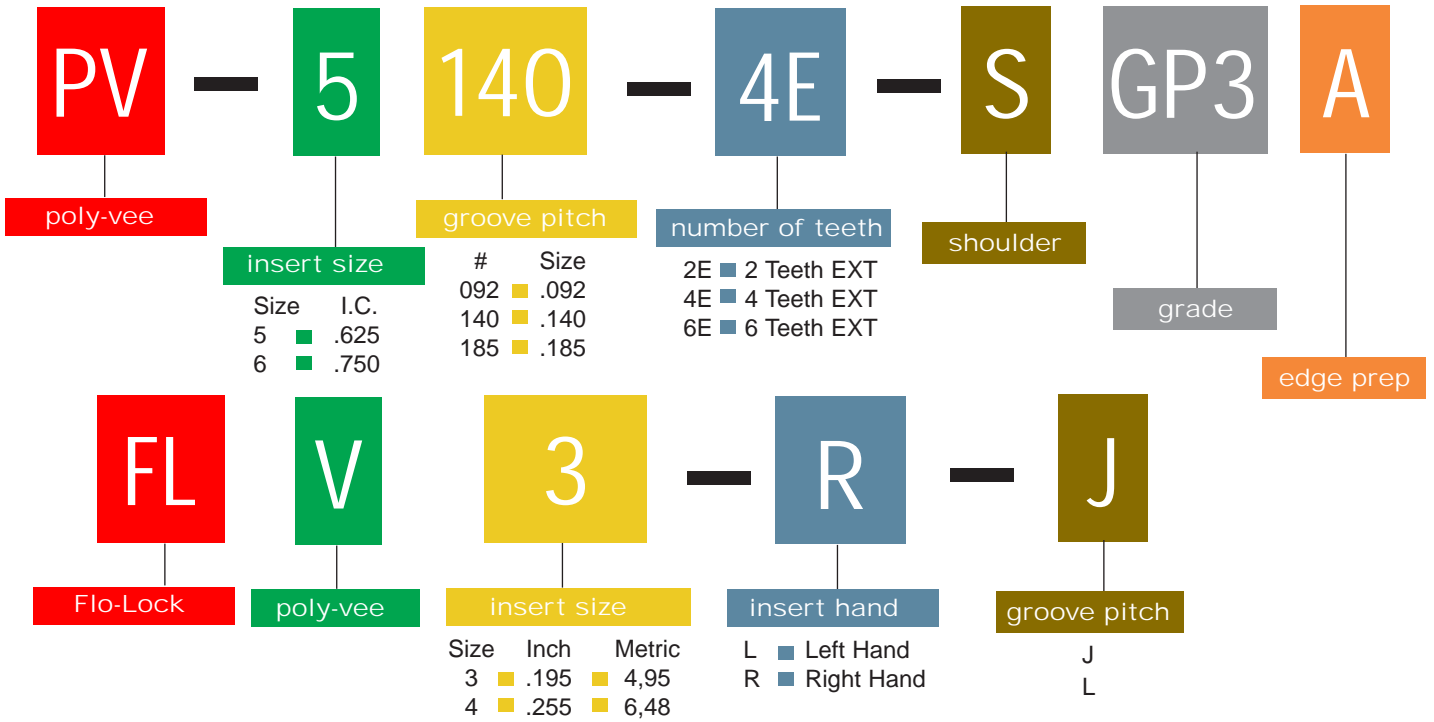 PV - 5 140 - 4E - S GP3 A
poly-vee
insert size
Size I.C.
5 .625
6 .750
groove pitch
# Size
092 .092
140 .140
185 .185
number of teeth
2E 2 Teeth EXT
4E 4 Teeth EXT
6E 6 Teeth EXT
shoulder
grade
edge prep
FL V 3 - R - J
Flo-Lock
poly-vee
insert size
Size Inch Metric
3 .195 4,95
4 .255 6,48
insert hand
L Left Hand
R Right Hand
groove pitch
J
L